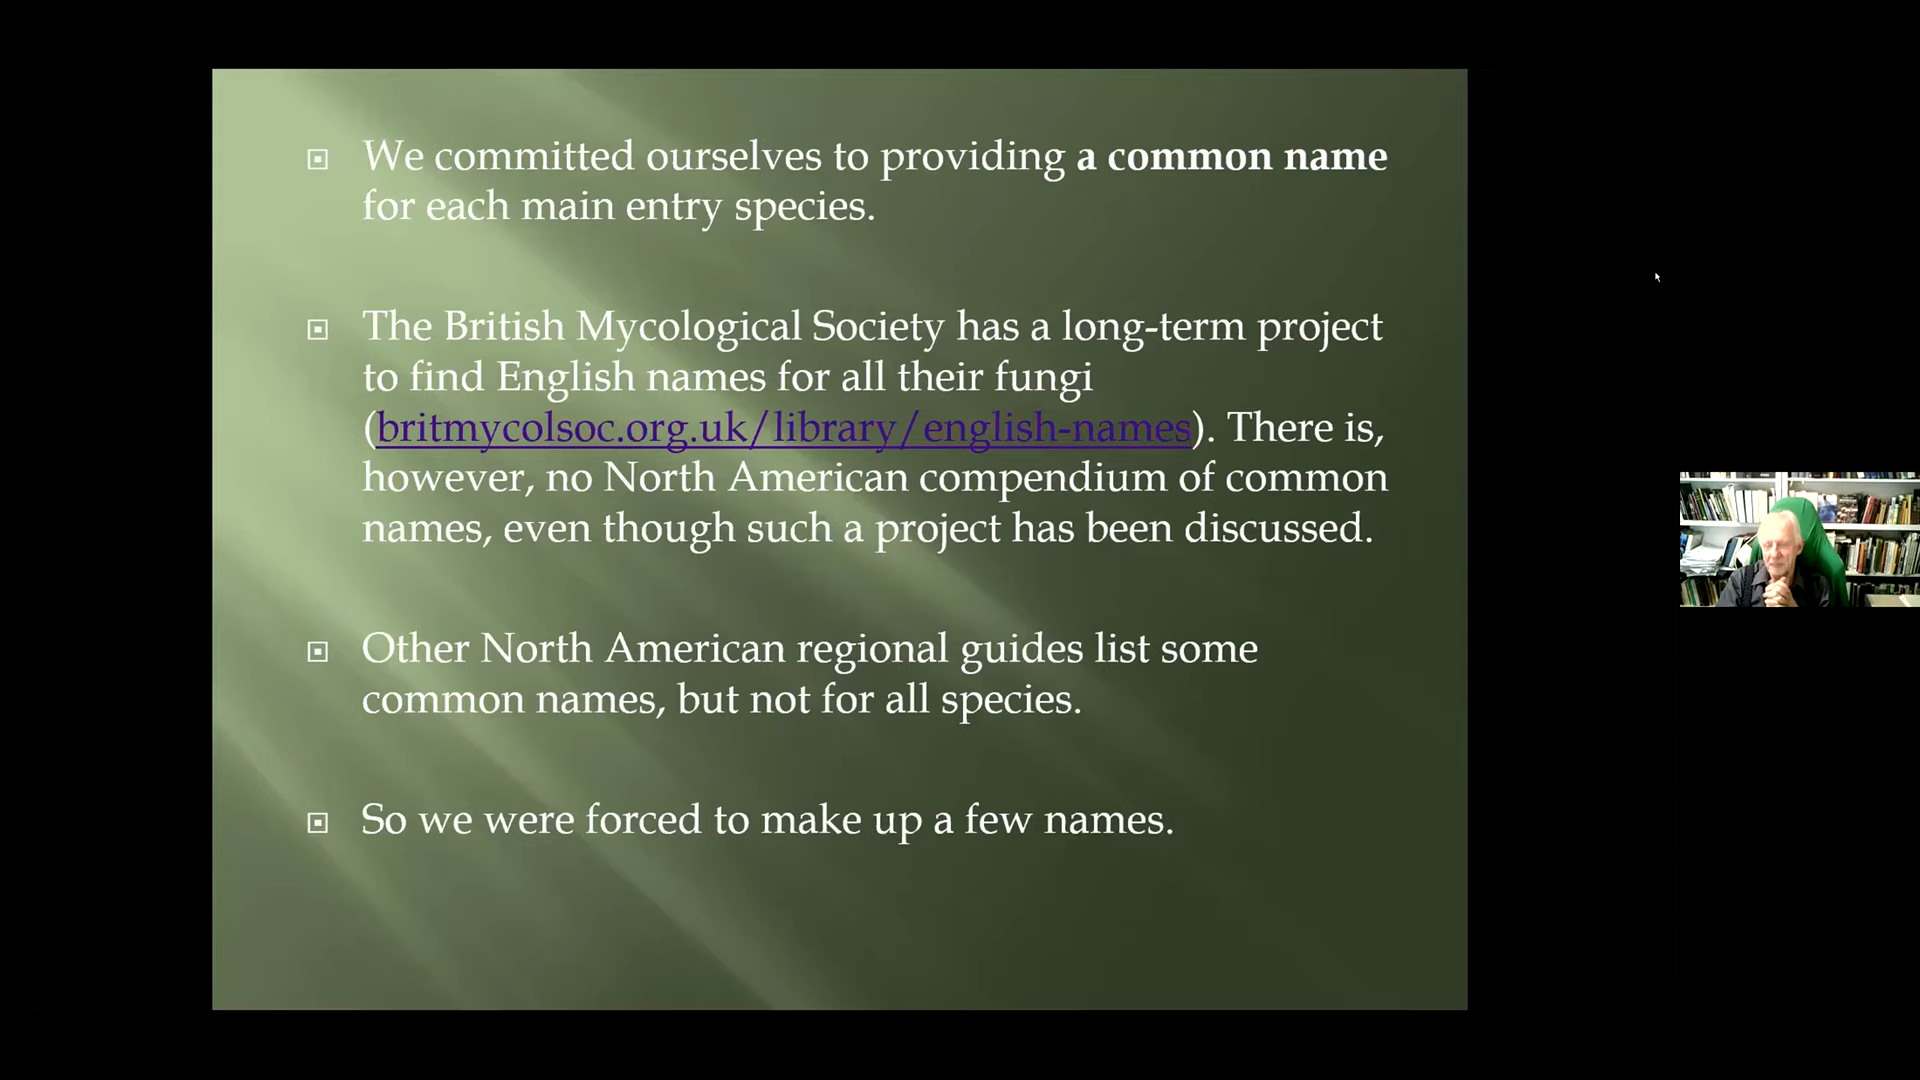 We committed ourselves to providing a common name
for each main entry species.
The British Mycological Society has a long-term project
to find English names for all their fungi
(britmycolsoc.org.uk/library/english-names). There is,
however, no North American compendium of common
names, even though such a project has been discussed.
Other North American regional guides list some
common names, but not for all species.
So we were forced to make up a few names.